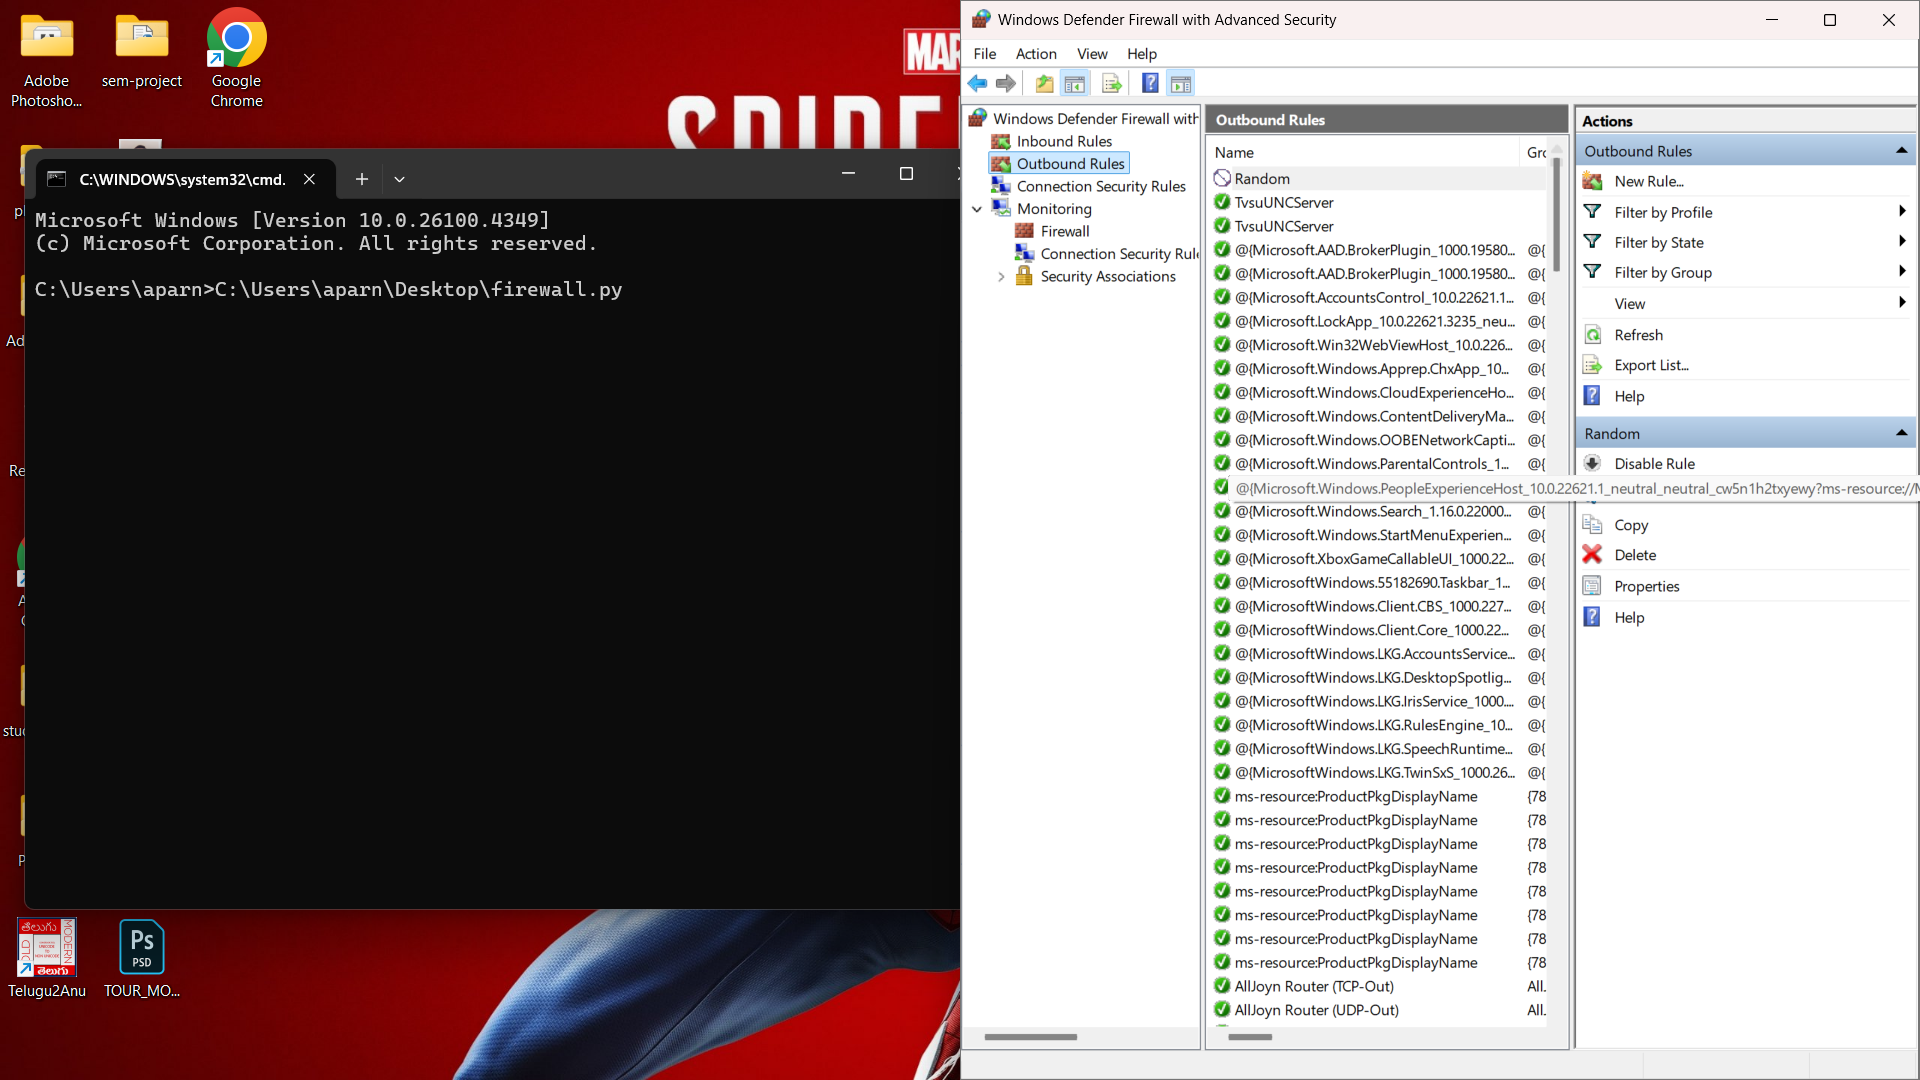 Adobe
Photosho...
sem-project
Google
Chrome
MAR
SPIDE
Ad
Re
stu
P
తెలుగు
OLD
MODERN
తెలుగు
Telugu2Anu
Ps
PSD
TOUR_MO...
C:\WINDOWS\system32\cmd.
Microsoft Windows [Version 10.0.26100.4349]
(c) Microsoft Corporation. All rights reserved.
C:\Users\aparn>C:\Users\aparn\Desktop\firewall.py
Windows Defender Firewall with Advanced Security
File Action View Help
Windows Defender Firewall with
Inbound Rules
Outbound Rules
Connection Security Rules
Monitoring
Firewall
Connection Security Rule
Security Associations
Outbound Rules
Name Gro
Random
TvsuUNCServer
TvsuUNCServer
@{Microsoft.AAD.BrokerPlugin_1000.19580... @{
@{Microsoft.AAD.BrokerPlugin_1000.19580... @{
@{Microsoft.AccountsControl_10.0.22621.1... @{
@{Microsoft.LockApp_10.0.22621.3235_neu... @{
@{Microsoft.Win32WebViewHost_10.0.226... @{
@{Microsoft.Windows.Apprep.ChxApp_10... @{
@{Microsoft.Windows.CloudExperienceHo... @{
@{Microsoft.Windows.ContentDeliveryMa... @{
@{Microsoft.Windows.OOBENetworkCapti... @{
@{Microsoft.Windows.ParentalControls_1... @{
@{Microsoft.Windows.PeopleExperienceHost_10.0.22621.1_neutral_neutral_cw5n1h2txyewy?ms-resource://M
@{Microsoft.Windows.Search_1.16.0.22000... @{
@{Microsoft.Windows.StartMenuExperien... @{
@{Microsoft.XboxGameCallableUI_1000.22... @{
@{MicrosoftWindows.55182690.Taskbar_1... @{
@{MicrosoftWindows.Client.CBS_1000.227... @{
@{MicrosoftWindows.Client.Core_1000.22... @{
@{MicrosoftWindows.LKG.AccountsService... @{
@{MicrosoftWindows.LKG.DesktopSpotlig... @{
@{MicrosoftWindows.LKG.IrisService_1000.... @{
@{MicrosoftWindows.LKG.RulesEngine_10... @{
@{MicrosoftWindows.LKG.SpeechRuntime... @{
@{MicrosoftWindows.LKG.TwinSxS_1000.26... @{
ms-resource:ProductPkgDisplayName {78
ms-resource:ProductPkgDisplayName {78
ms-resource:ProductPkgDisplayName {78
ms-resource:ProductPkgDisplayName {78
ms-resource:ProductPkgDisplayName {78
ms-resource:ProductPkgDisplayName {78
ms-resource:ProductPkgDisplayName {78
ms-resource:ProductPkgDisplayName {78
AllJoyn Router (TCP-Out) All.
AllJoyn Router (UDP-Out) All.
Actions
Outbound Rules
New Rule...
Filter by Profile
Filter by State
Filter by Group
View
Refresh
Export List...
Help
Random
Disable Rule
Copy
Delete
Properties
Help